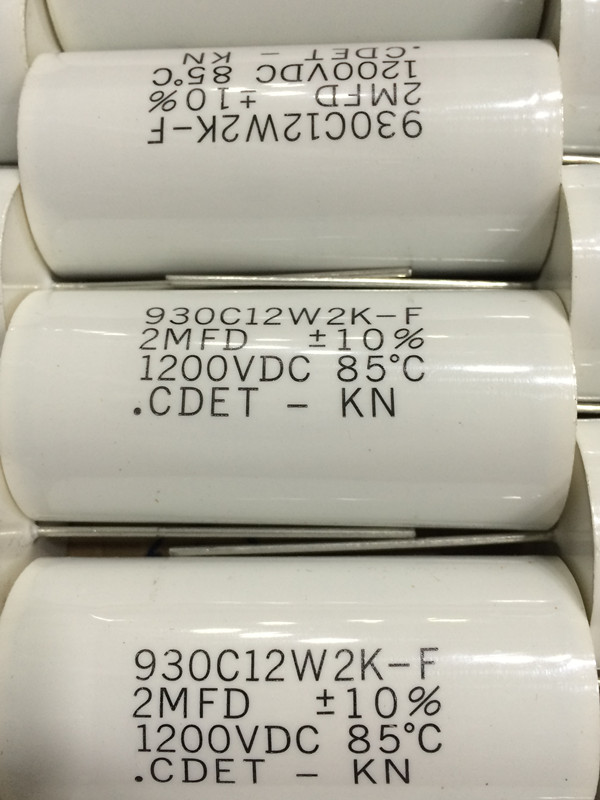 930C12W2K-F
2MFD ±10%
1200VDC 85°C
.CDET - KN
930C12W2K-F
2MFD ±10%
1200VDC 85°C
.CDET - KN
930C12W2K-F
2MFD ±10%
1200VDC 85°C
.CDET - KN